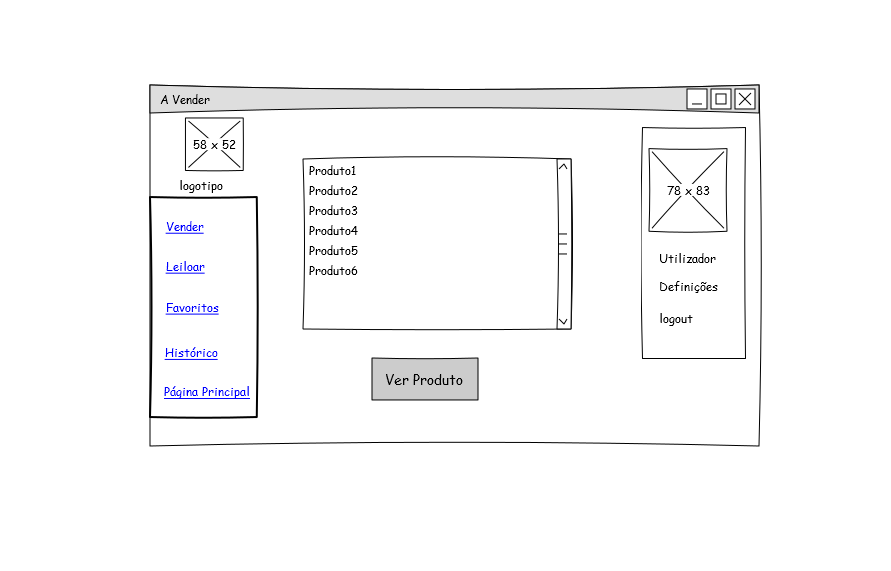 A Vender
58 x 52
logotipo
Vender
Leiloar
Favoritos
Histórico
Página Principal
Produto1
Produto2
Produto3
Produto4
Produto5
Produto6
Ver Produto
78 x 83
Utilizador
Definições
logout